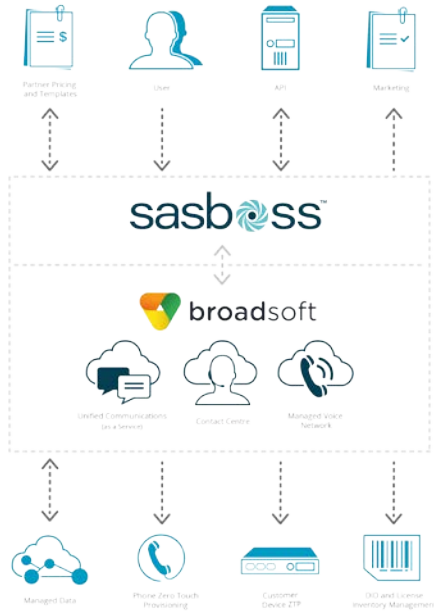 $
Partner Pricing
and Templates
User
API
Marketing
sasboss™
broadsoft
Unified Communications
(as a Service)
Contact Centre
Managed Voice
Network
Managed Data
Phone Zero Touch
Provisioning
Customer
Device ZTP
DID and License
Inventory Management